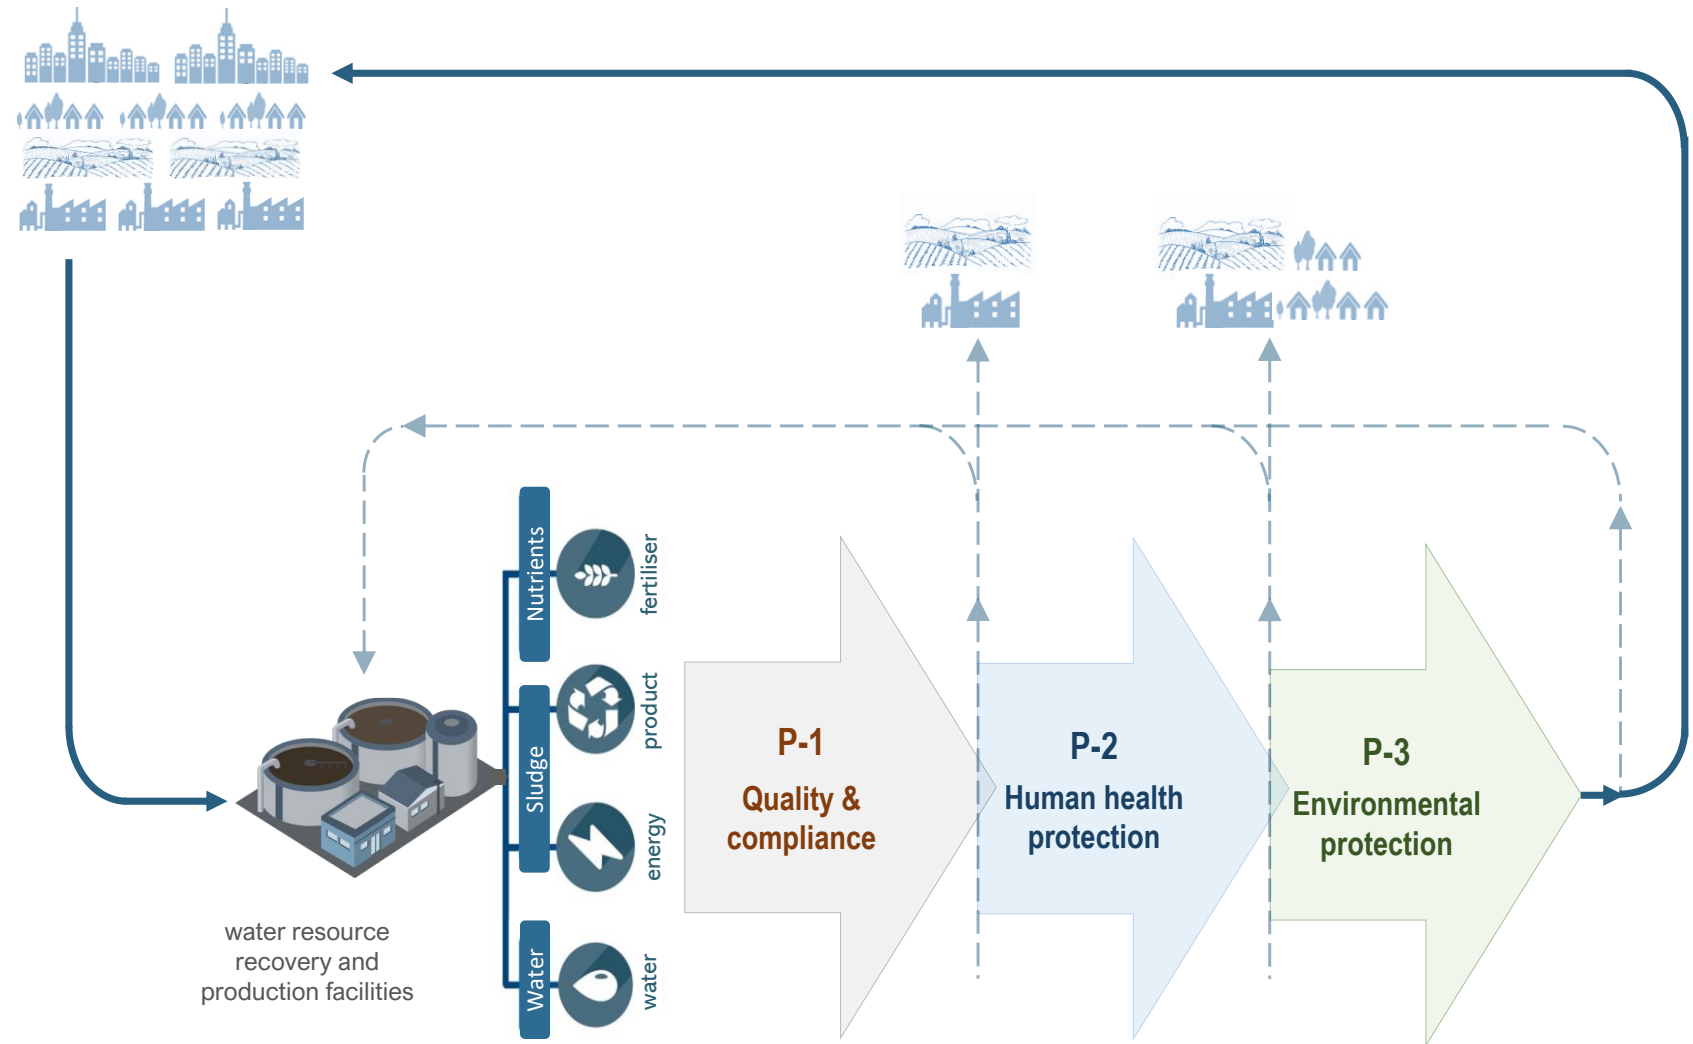 Nutrients
fertiliser
Sludge
product
energy
Water
water
P-1
Quality &
compliance
P-2
Human health
protection
P-3
Environmental
protection
water resource
recovery and
production facilities